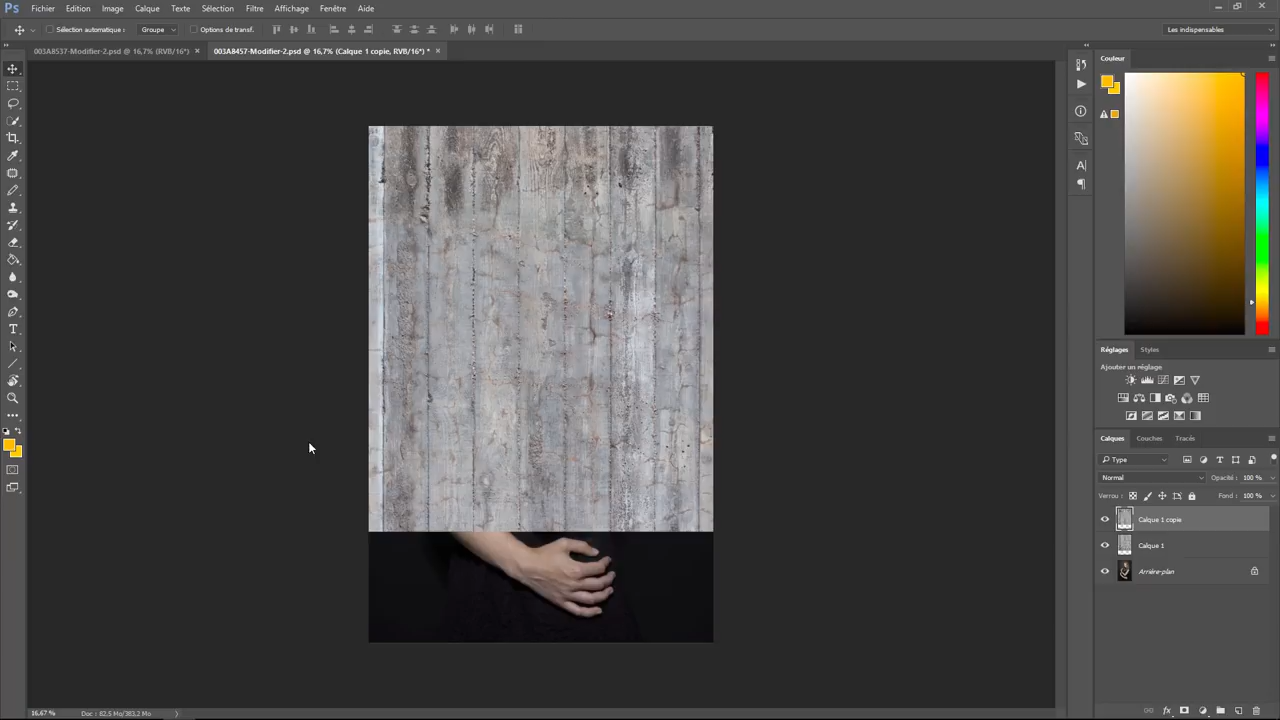 Ps Fichier Edition Image Calque Texte Sélection Filtre Affichage Fenêtre Aide
Sélection automatique : Groupe Options de transf. Les indispensables
003A8537-Modifier-2.psd @ 16,7% (RVB/16*) × 003A8457-Modifier-2.psd @ 16,7% (Calque 1 copie, RVB/16*) * ×
Couleur
Réglages Styles
Ajouter un réglage
Calques Couches Tracés
Type
Normal Opacité : 100 %
Verrou : Fond : 100 %
Calque 1 copie
Calque 1
Arrière-plan
16.67 % Doc : 82,5 Mo/383,2 Mo